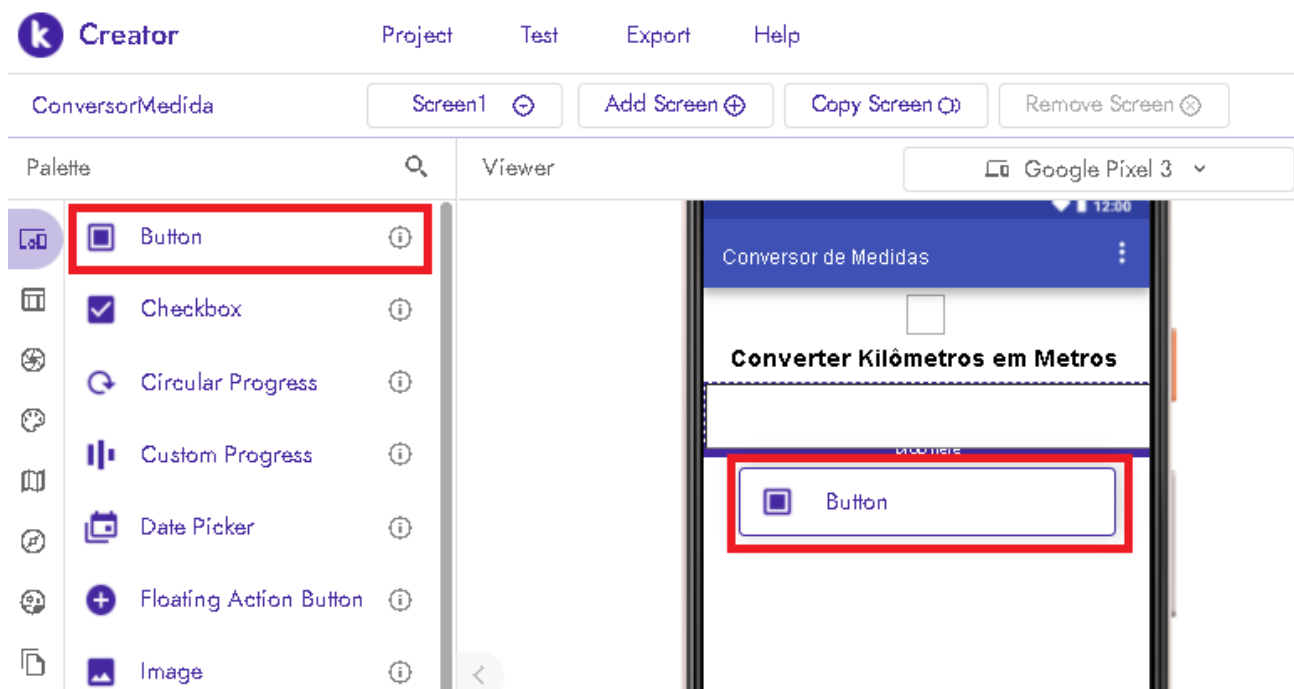 k Creator Project Test Export Help
ConversorMedida Screen1 Add Screen Copy Screen Remove Screen
Palette Viewer Google Pixel 3
12:00
Button
Conversor de Medidas
Checkbox
Converter Kilômetros em Metros
Circular Progress
Custom Progress
Drop here
Button
Date Picker
Floating Action Button
Image